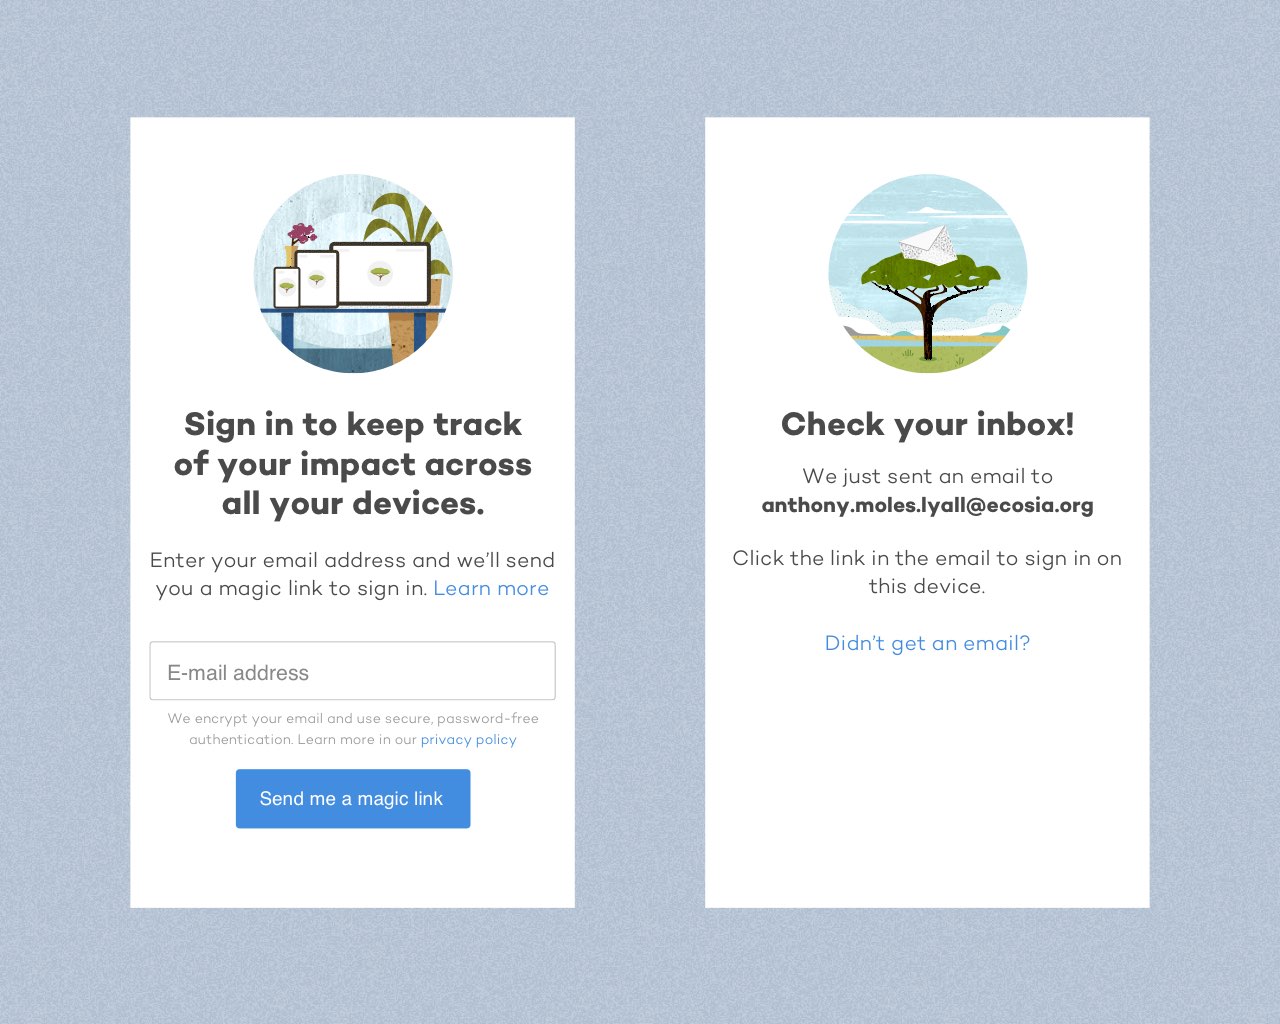 Sign in to keep track
of your impact across
all your devices.
Enter your email address and we’ll send
you a magic link to sign in. Learn more
E-mail address
We encrypt your email and use secure, password-free
authentication. Learn more in our privacy policy
Send me a magic link
Check your inbox!
We just sent an email to
anthony.moles.lyall@ecosia.org
Click the link in the email to sign in on
this device.
Didn’t get an email?